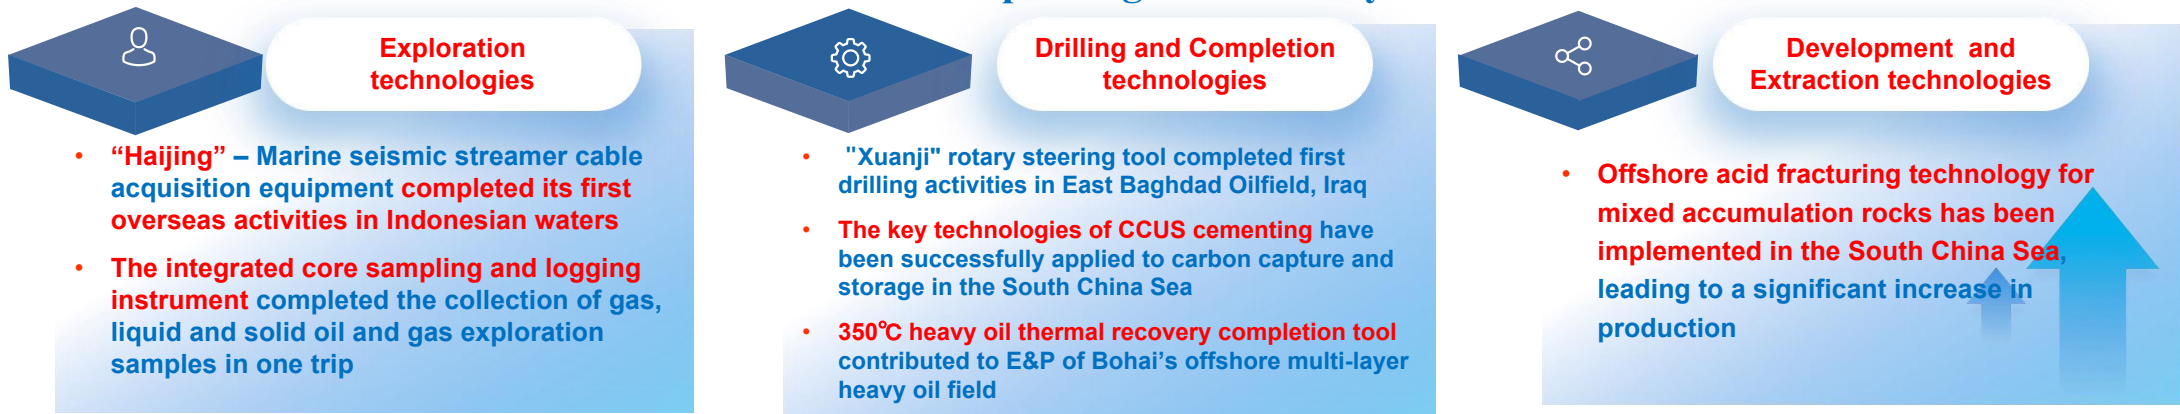 Exploration
technologies
• “Haijing” – Marine seismic streamer cable
acquisition equipment completed its first
overseas activities in Indonesian waters
• The integrated core sampling and logging
instrument completed the collection of gas,
liquid and solid oil and gas exploration
samples in one trip
Drilling and Completion
technologies
• "Xuanji" rotary steering tool completed first
drilling activities in East Baghdad Oilfield, Iraq
• The key technologies of CCUS cementing have
been successfully applied to carbon capture and
storage in the South China Sea
• 350℃ heavy oil thermal recovery completion tool
contributed to E&P of Bohai’s offshore multi-layer
heavy oil field
Development and
Extraction technologies
• Offshore acid fracturing technology for
mixed accumulation rocks has been
implemented in the South China Sea,
leading to a significant increase in
production